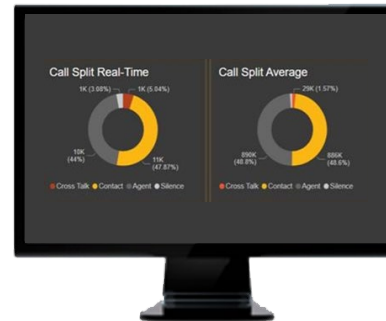 Call Split Real-Time
1K (3.08%)
1K (5.04%)
10K
(44%)
11K
(47.87%)
Cross Talk Contact Agent Silence
Call Split Average
29K (1.57%)
890K
(48.8%)
886K
(48.6%)
Cross Talk Contact Agent Silence